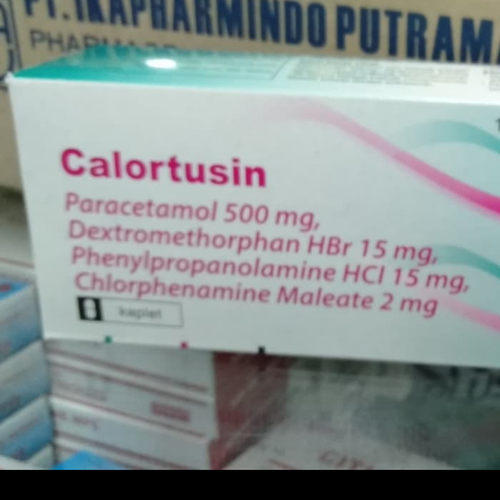 PT. IKAPHARMINDO PUTRAMA
Calortusin
Paracetamol 500 mg,
Dextromethorphan HBr 15 mg,
Phenylpropanolamine HCl 15 mg,
Chlorphenamine Maleate 2 mg
kaplet